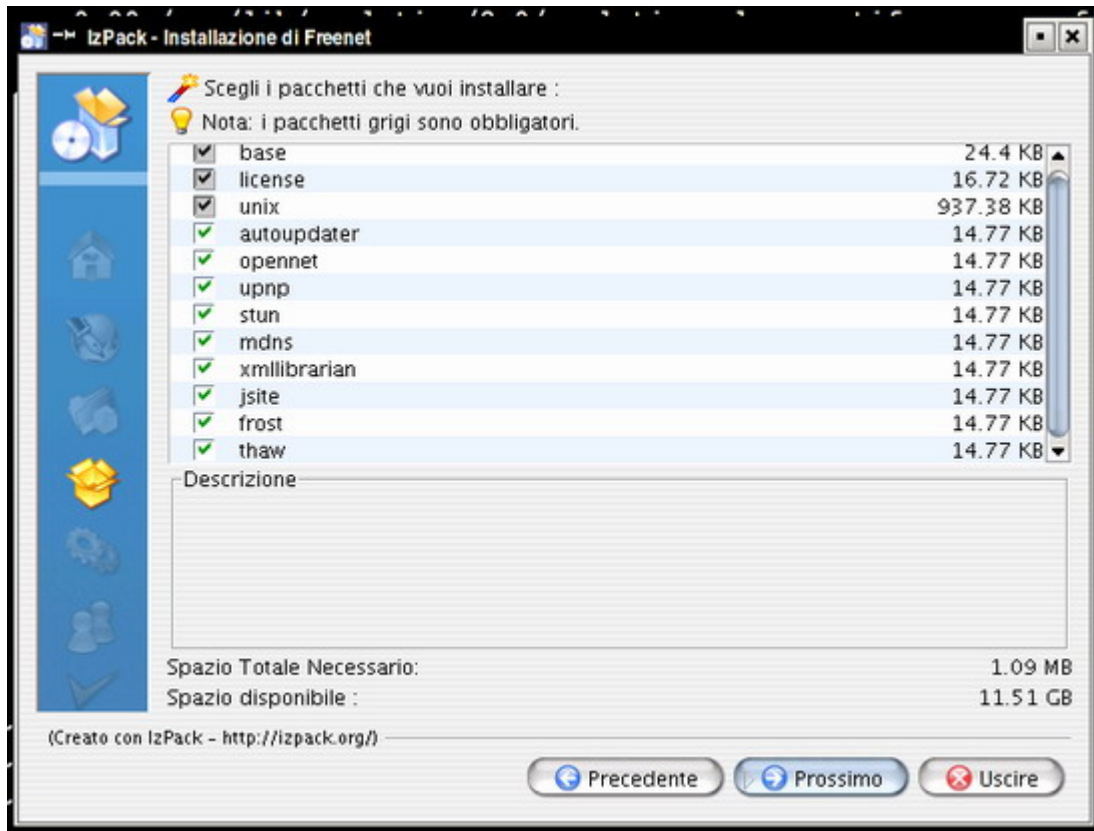 IzPack - Installazione di Freenet
Scegli i pacchetti che vuoi installare :
Nota: i pacchetti grigi sono obbligatori.
base 24.4 KB
license 16.72 KB
unix 937.38 KB
autoupdater 14.77 KB
opennet 14.77 KB
upnp 14.77 KB
stun 14.77 KB
mdns 14.77 KB
xmllibrarian 14.77 KB
jsite 14.77 KB
frost 14.77 KB
thaw 14.77 KB
Descrizione
Spazio Totale Necessario: 1.09 MB
Spazio disponibile : 11.51 GB
(Creato con IzPack - http://izpack.org/)
Precedente Prossimo Uscire